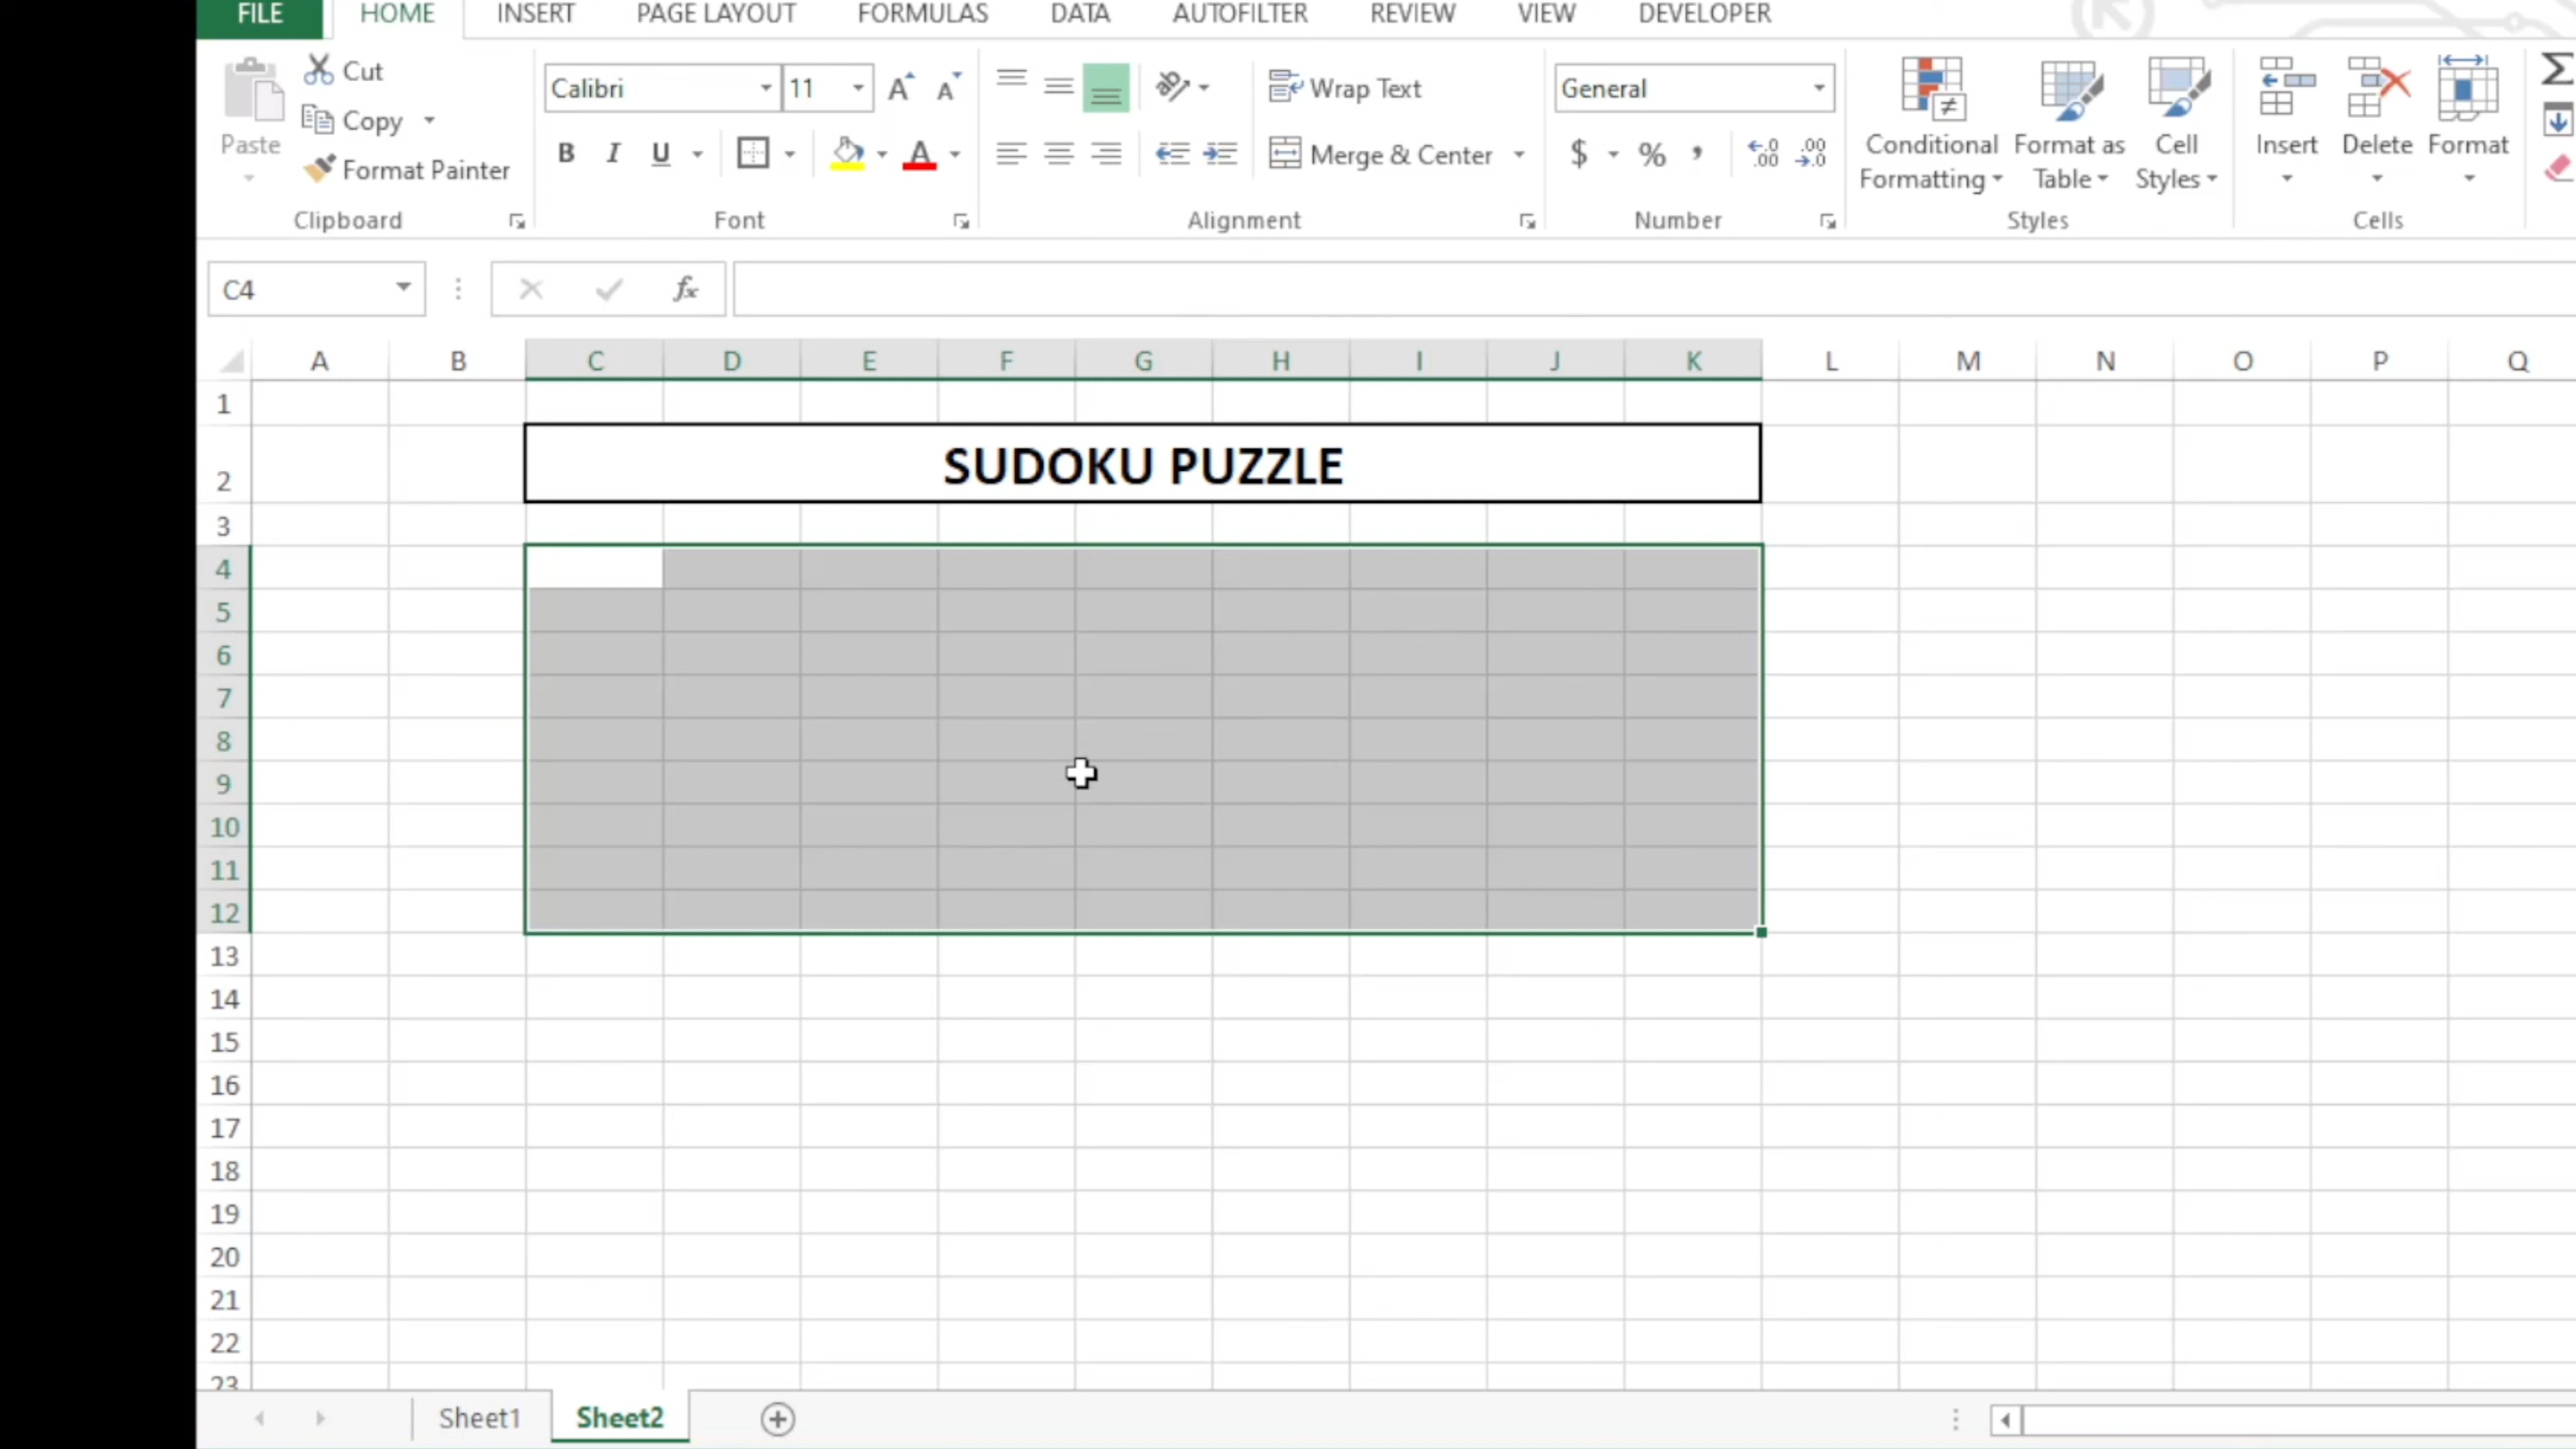 FILE HOME INSERT PAGE LAYOUT FORMULAS DATA AUTOFILTER REVIEW VIEW DEVELOPER
Cut
Copy
Format Painter
Paste
Clipboard
Calibri 11
B I U
Font
Wrap Text
Merge & Center
Alignment
General
$ % ,
Number
Conditional Formatting
Format as Table
Cell Styles
Styles
Insert Delete Format
Cells
C4
fx
A B C D E F G H I J K L M N O P Q
1
2 SUDOKU PUZZLE
3
4
5
6
7
8
9
10
11
12
13
14
15
16
17
18
19
20
21
22
23
Sheet1 Sheet2